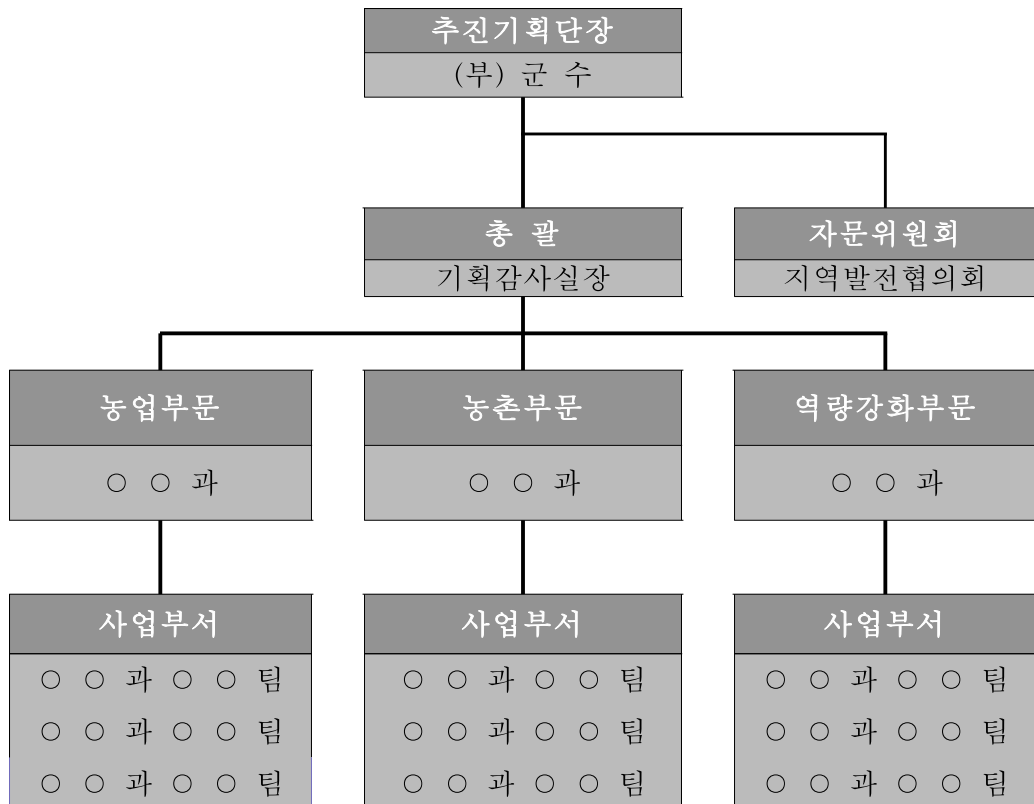 추진기획단장
(부) 군 수
총 괄
기획감사실장
자문위원회
지역발전협의회
농업부문
○ ○ 과
농촌부문
○ ○ 과
역량강화부문
○ ○ 과
사업부서
○ ○ 과 ○ ○ 팀
○ ○ 과 ○ ○ 팀
○ ○ 과 ○ ○ 팀
사업부서
○ ○ 과 ○ ○ 팀
○ ○ 과 ○ ○ 팀
○ ○ 과 ○ ○ 팀
사업부서
○ ○ 과 ○ ○ 팀
○ ○ 과 ○ ○ 팀
○ ○ 과 ○ ○ 팀